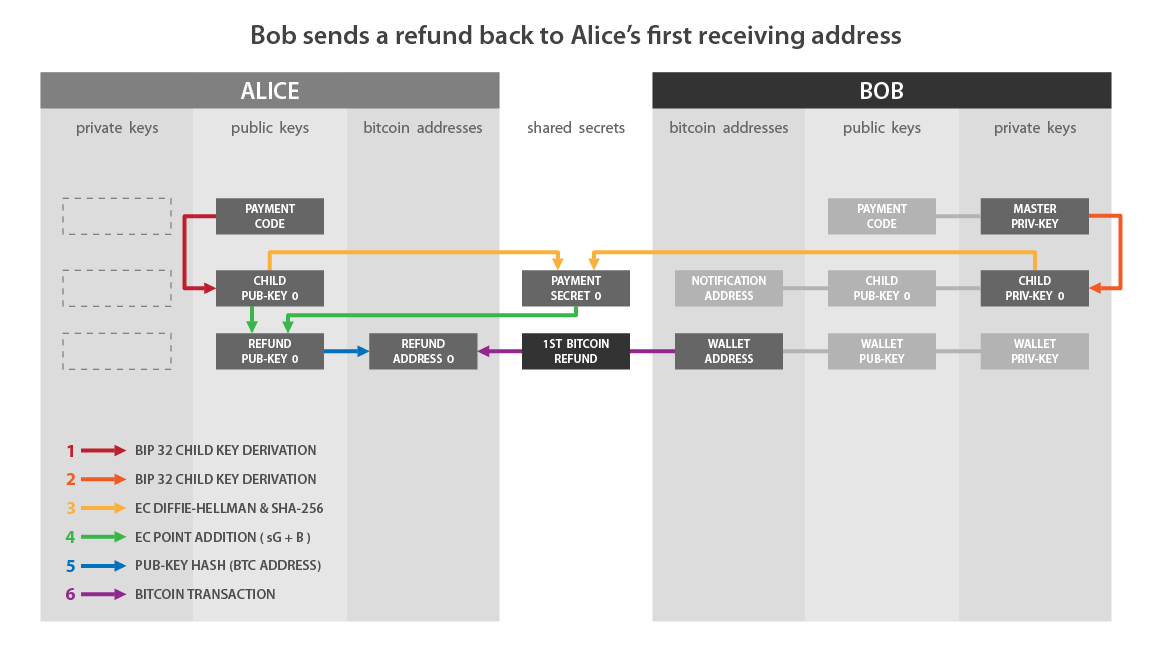 Bob sends a refund back to Alice's first receiving address
ALICE
BOB
private keys
public keys
bitcoin addresses
shared secrets
bitcoin addresses
public keys
private keys
PAYMENT
CODE
PAYMENT
CODE
MASTER
PRIV-KEY
CHILD
PUB-KEY 0
PAYMENT
SECRET 0
NOTIFICATION
ADDRESS
CHILD
PUB-KEY 0
CHILD
PRIV-KEY 0
REFUND
PUB-KEY 0
REFUND
ADDRESS 0
1ST BITCOIN
REFUND
WALLET
ADDRESS
WALLET
PUB-KEY
WALLET
PRIV-KEY
1 BIP 32 CHILD KEY DERIVATION
2 BIP 32 CHILD KEY DERIVATION
3 EC DIFFIE-HELLMAN & SHA-256
4 EC POINT ADDITION ( sG + B )
5 PUB-KEY HASH (BTC ADDRESS)
6 BITCOIN TRANSACTION